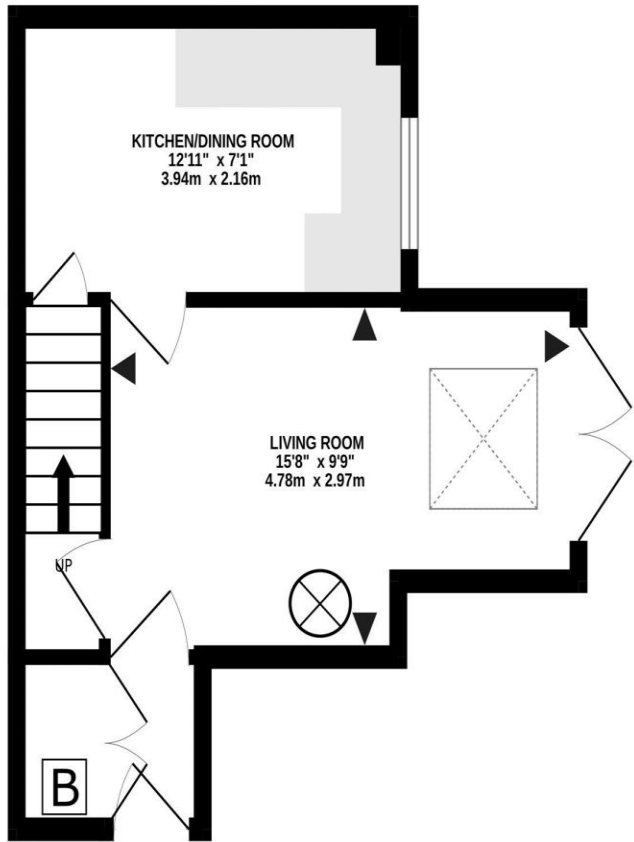 KITCHEN/DINING ROOM
12'11" x 7'1"
3.94m x 2.16m
LIVING ROOM
15'8" x 9'9"
4.78m x 2.97m
UP
B